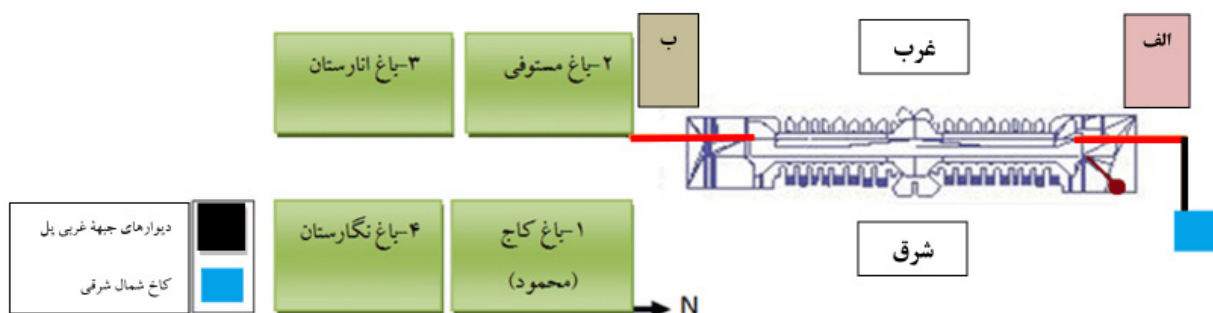 الف
غرب
ب
۲-باغ مستوفی
۳-باغ انارستان
شرق
۱-باغ کاج
(محمود)
۴-باغ نگارستان
دیوارهای جبهۀ غربی پل
کاخ شمال شرقی
N